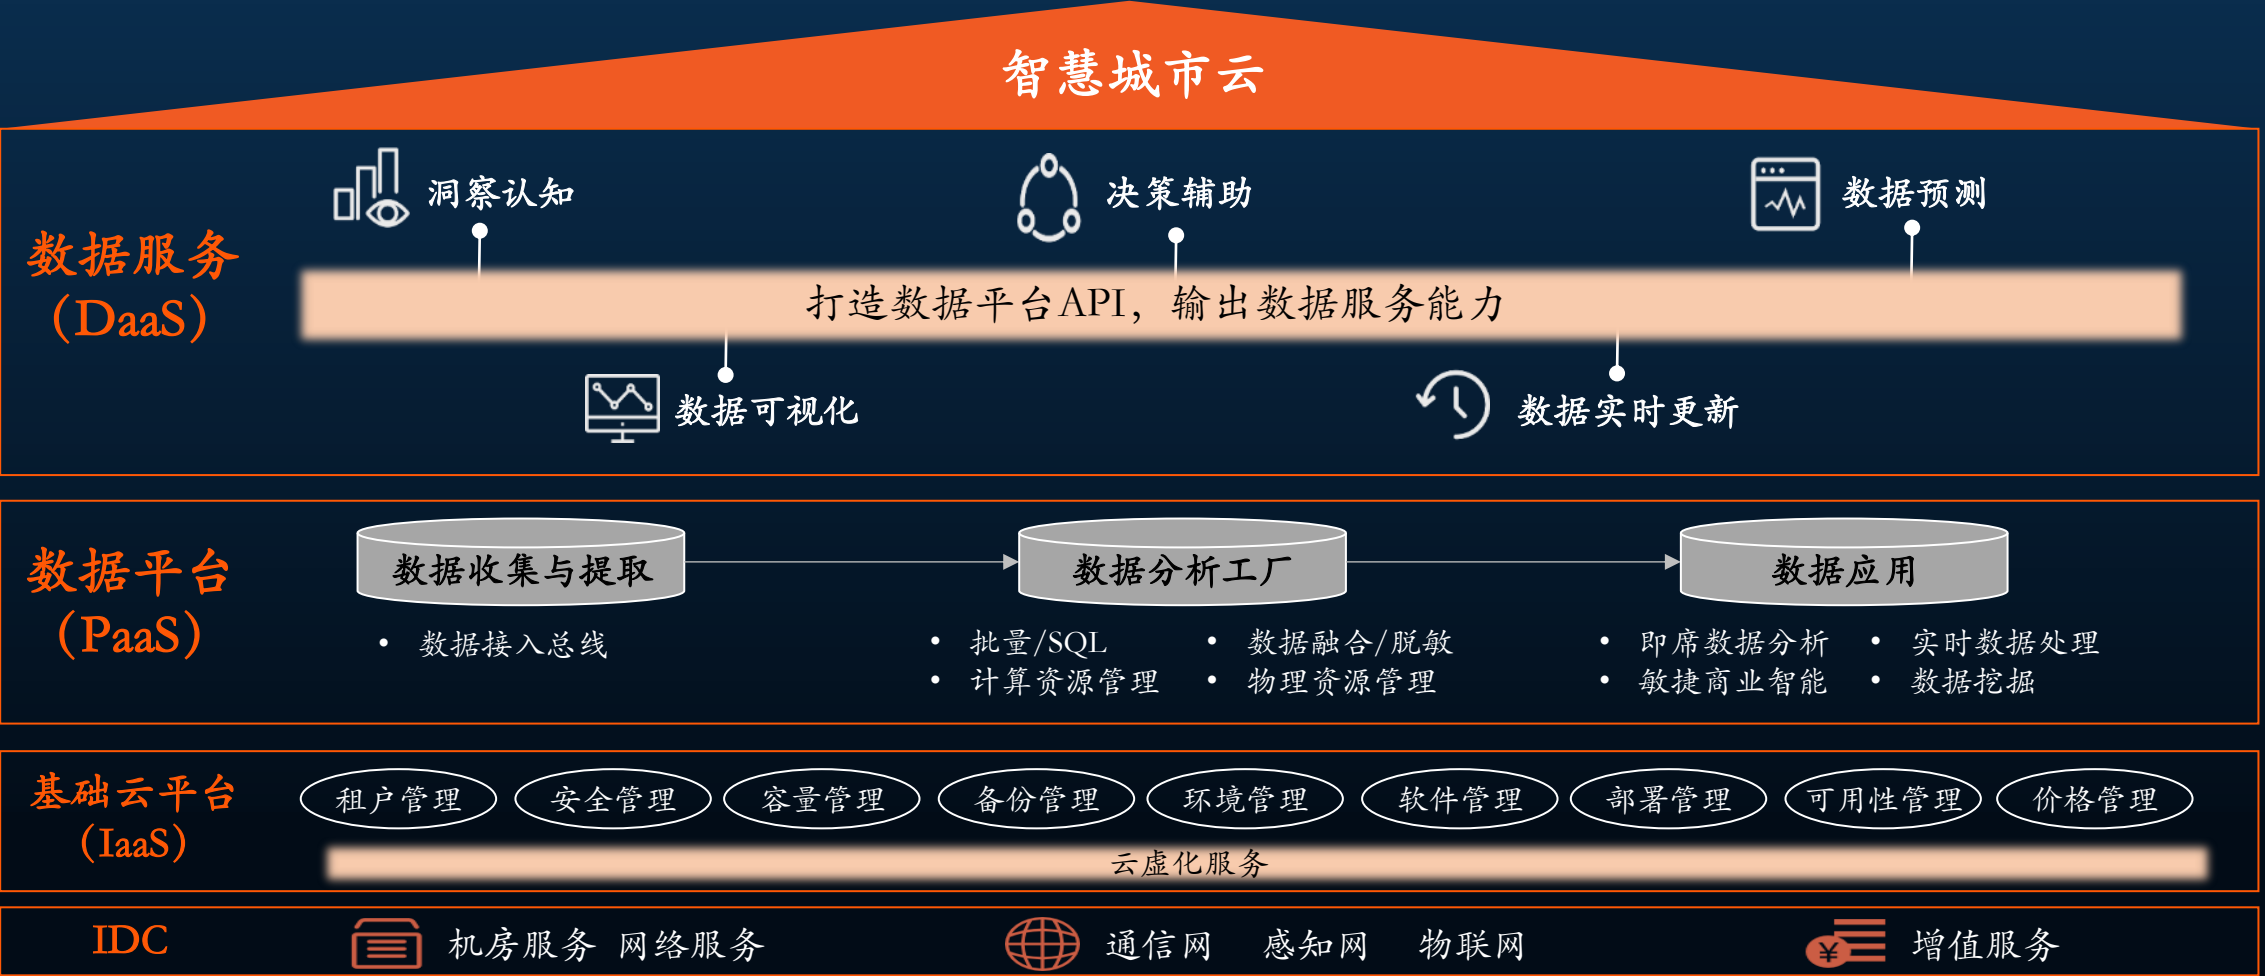 智慧城市云
洞察认知
决策辅助
数据预测
数据服务
（DaaS）
打造数据平台API，输出数据服务能力
数据可视化
数据实时更新
数据平台
（PaaS）
数据收集与提取
数据分析工厂
数据应用
• 数据接入总线
• 批量/SQL
• 计算资源管理
• 数据融合/脱敏
• 物理资源管理
• 即席数据分析
• 敏捷商业智能
• 实时数据处理
• 数据挖掘
基础云平台
（IaaS）
租户管理
安全管理
容量管理
备份管理
环境管理
软件管理
部署管理
可用性管理
价格管理
云虚化服务
IDC
机房服务 网络服务
通信网 感知网 物联网
¥
增值服务